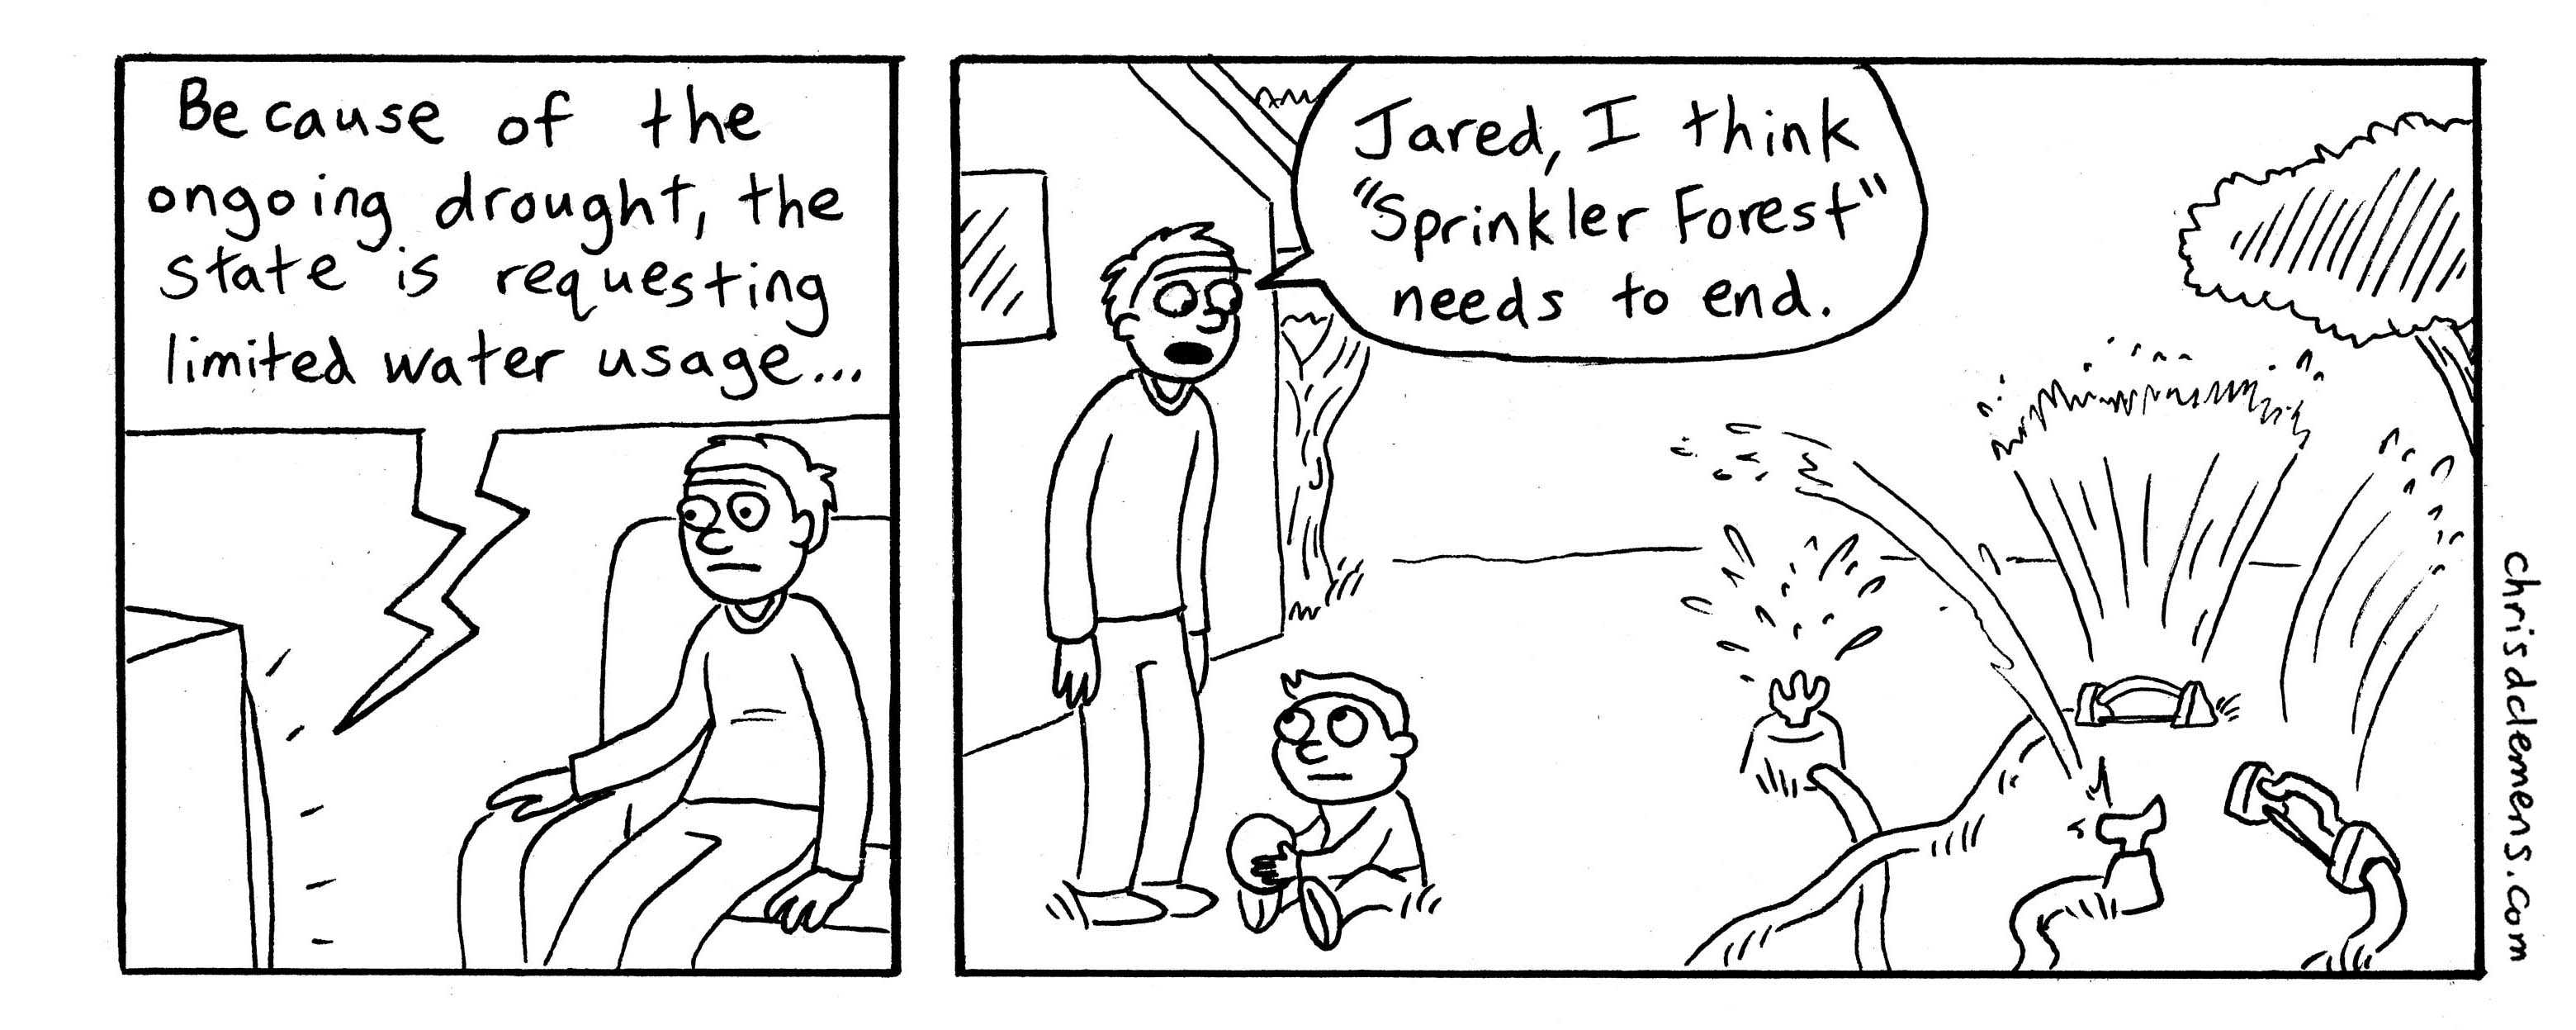 Because of the
ongoing drought, the
state is requesting
limited water usage...
Jared, I think
"Sprinkler Forest"
needs to end.
chrisddemens.com